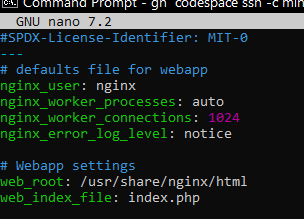 Command Prompt - gh codespace ssh -c min
GNU nano 7.2
#SPDX-License-Identifier: MIT-0
---
# defaults file for webapp
nginx_user: nginx
nginx_worker_processes: auto
nginx_worker_connections: 1024
nginx_error_log_level: notice
# Webapp settings
web_root: /usr/share/nginx/html
web_index_file: index.php